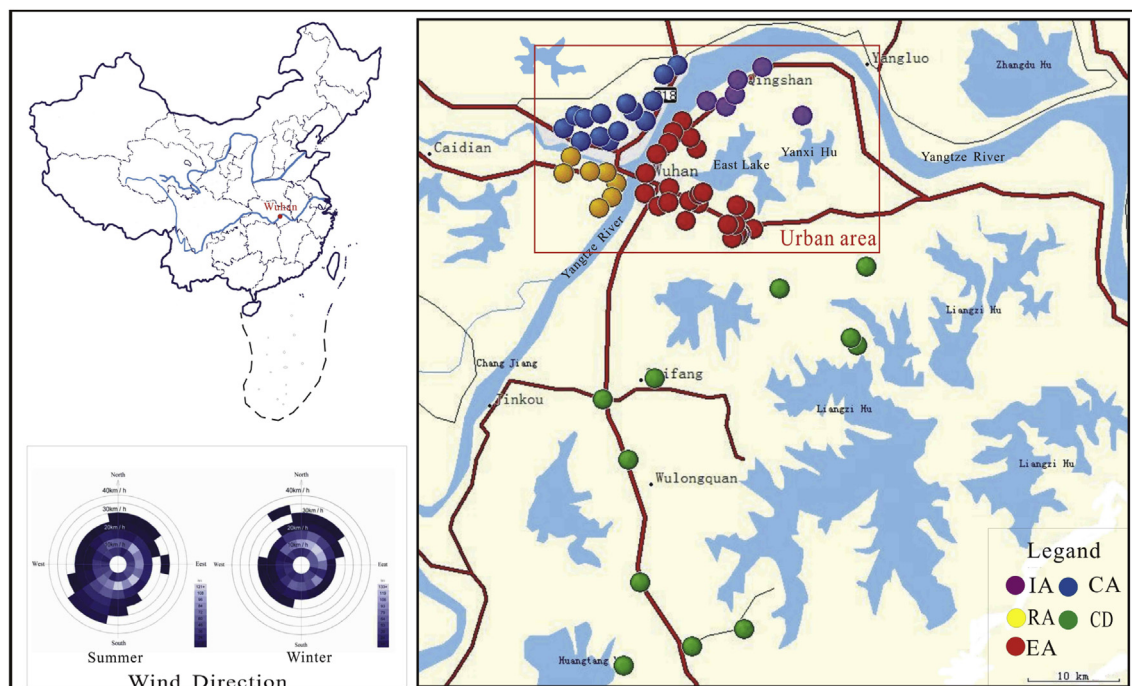 Wuhan
North
40km / h
30km / h
20km / h
West
East
South
Summer
North
40km / h
30km / h
20km / h
West
East
South
Winter
Wind Direction
Yangluo
Zhangdu Hu
Qingshan
318
Caidian
East Lake
Yanxi Hu
Yangtze River
Wuhan
Urban area
Yangtze River
Liangzi Hu
Chang Jiang
Jinkou
Liangzi Hu
Liangzi Hu
Wulongquan
Huangtang
Legand
IA
CA
RA
CD
EA
10 km